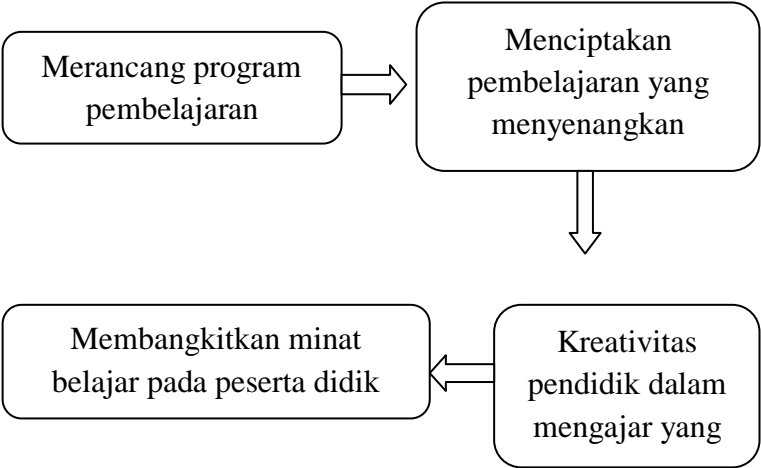 Merancang program
pembelajaran
Menciptakan
pembelajaran yang
menyenangkan
Kreativitas
pendidik dalam
mengajar yang
Membangkitkan minat
belajar pada peserta didik